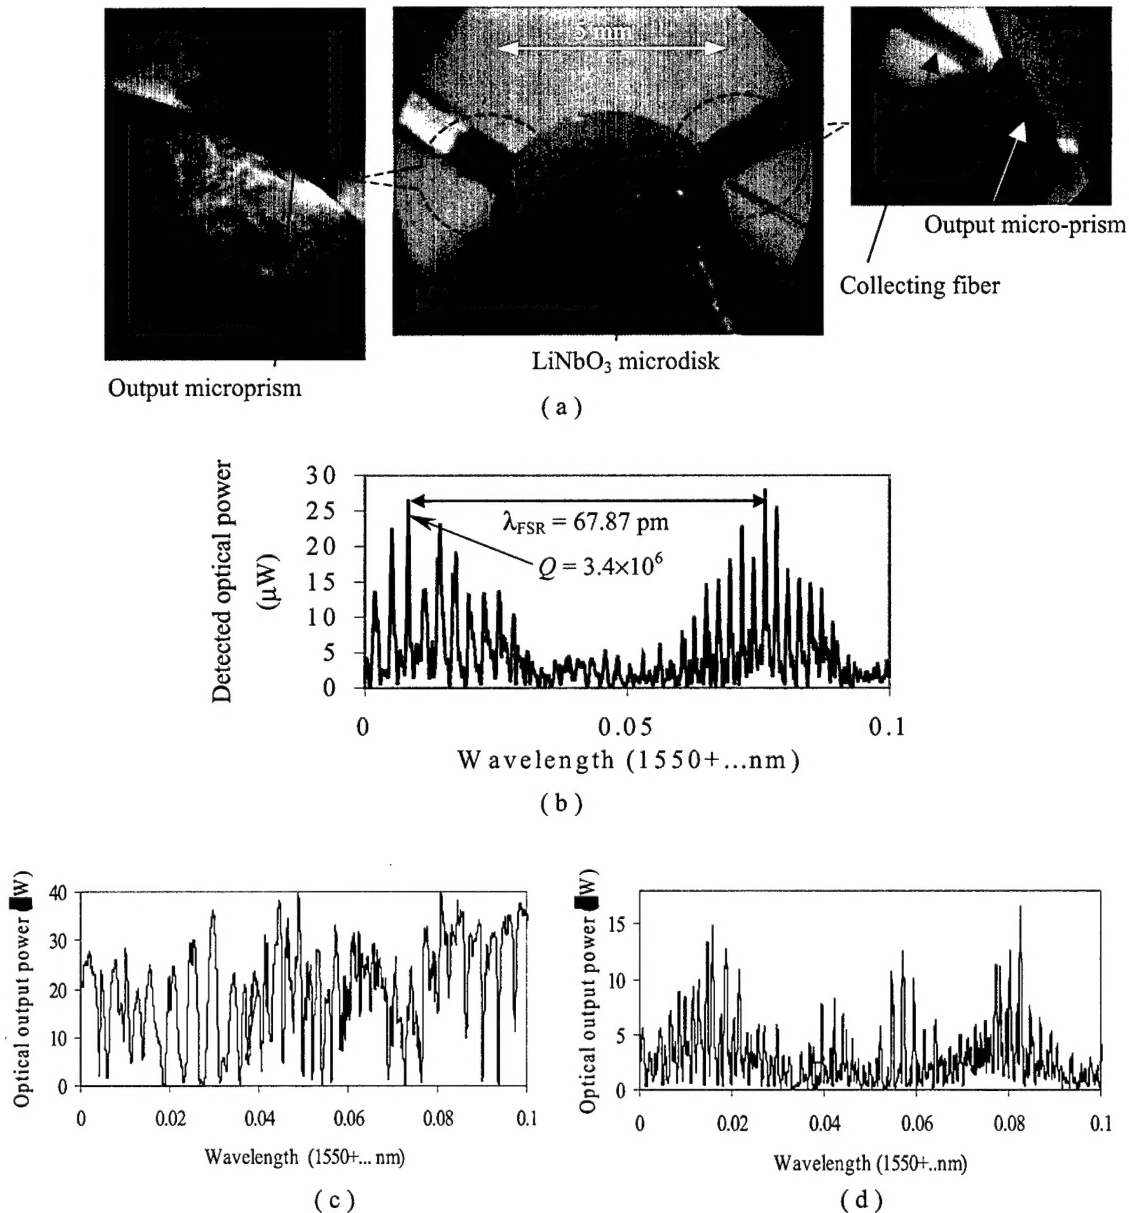 5 mm
Output micro-prism
Collecting fiber
LiNbO₃ microdisk
Output microprism
( a )
Detected optical power
(μW)
30
25
20
15
10
5
0
λFSR = 67.87 pm
Q = 3.4×10⁶
0 0.05 0.1
Wavelength (1550+...nm)
( b )
Optical output power W)
40
30
20
10
0
0 0.02 0.04 0.06 0.08 0.1
Wavelength (1550+... nm)
( c )
Optical output power W)
15
10
5
0
0 0.02 0.04 0.06 0.08 0.1
Wavelength (1550+..nm)
( d )